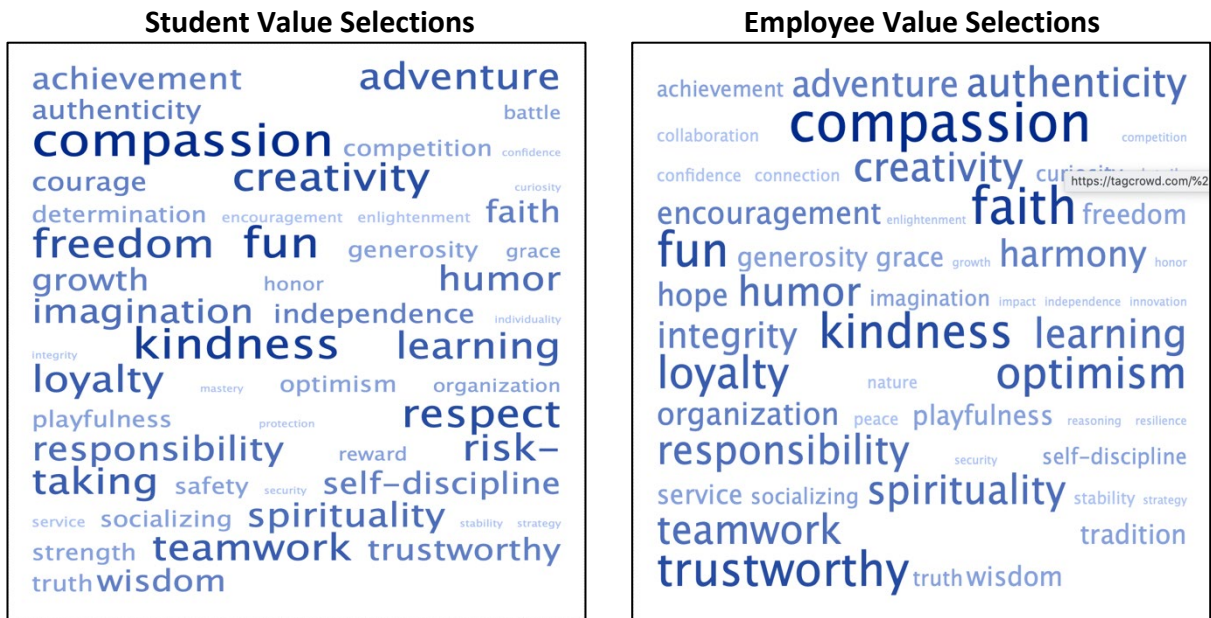 Student Value Selections
achievement adventure
authenticity battle
compassion competition confidence
courage creativity curiosity
determination encouragement enlightenment faith
freedom fun generosity grace
growth honor humor
imagination independence individuality
integrity kindness learning
loyalty mastery optimism organization
playfulness protection respect
responsibility reward risk-
taking safety security self-discipline
service socializing spirituality stability strategy
strength teamwork trustworthy
truth wisdom
Employee Value Selections
achievement adventure authenticity
collaboration compassion competition
confidence connection creativity
https://tagcrowd.com/%2
encouragement enlightenment faith freedom
fun generosity grace growth harmony honor
hope humor imagination impact independence innovation
integrity kindness learning
loyalty nature optimism
organization peace playfulness reasoning resilience
responsibility security self-discipline
service socializing spirituality stability strategy
teamwork tradition
trustworthy truth wisdom